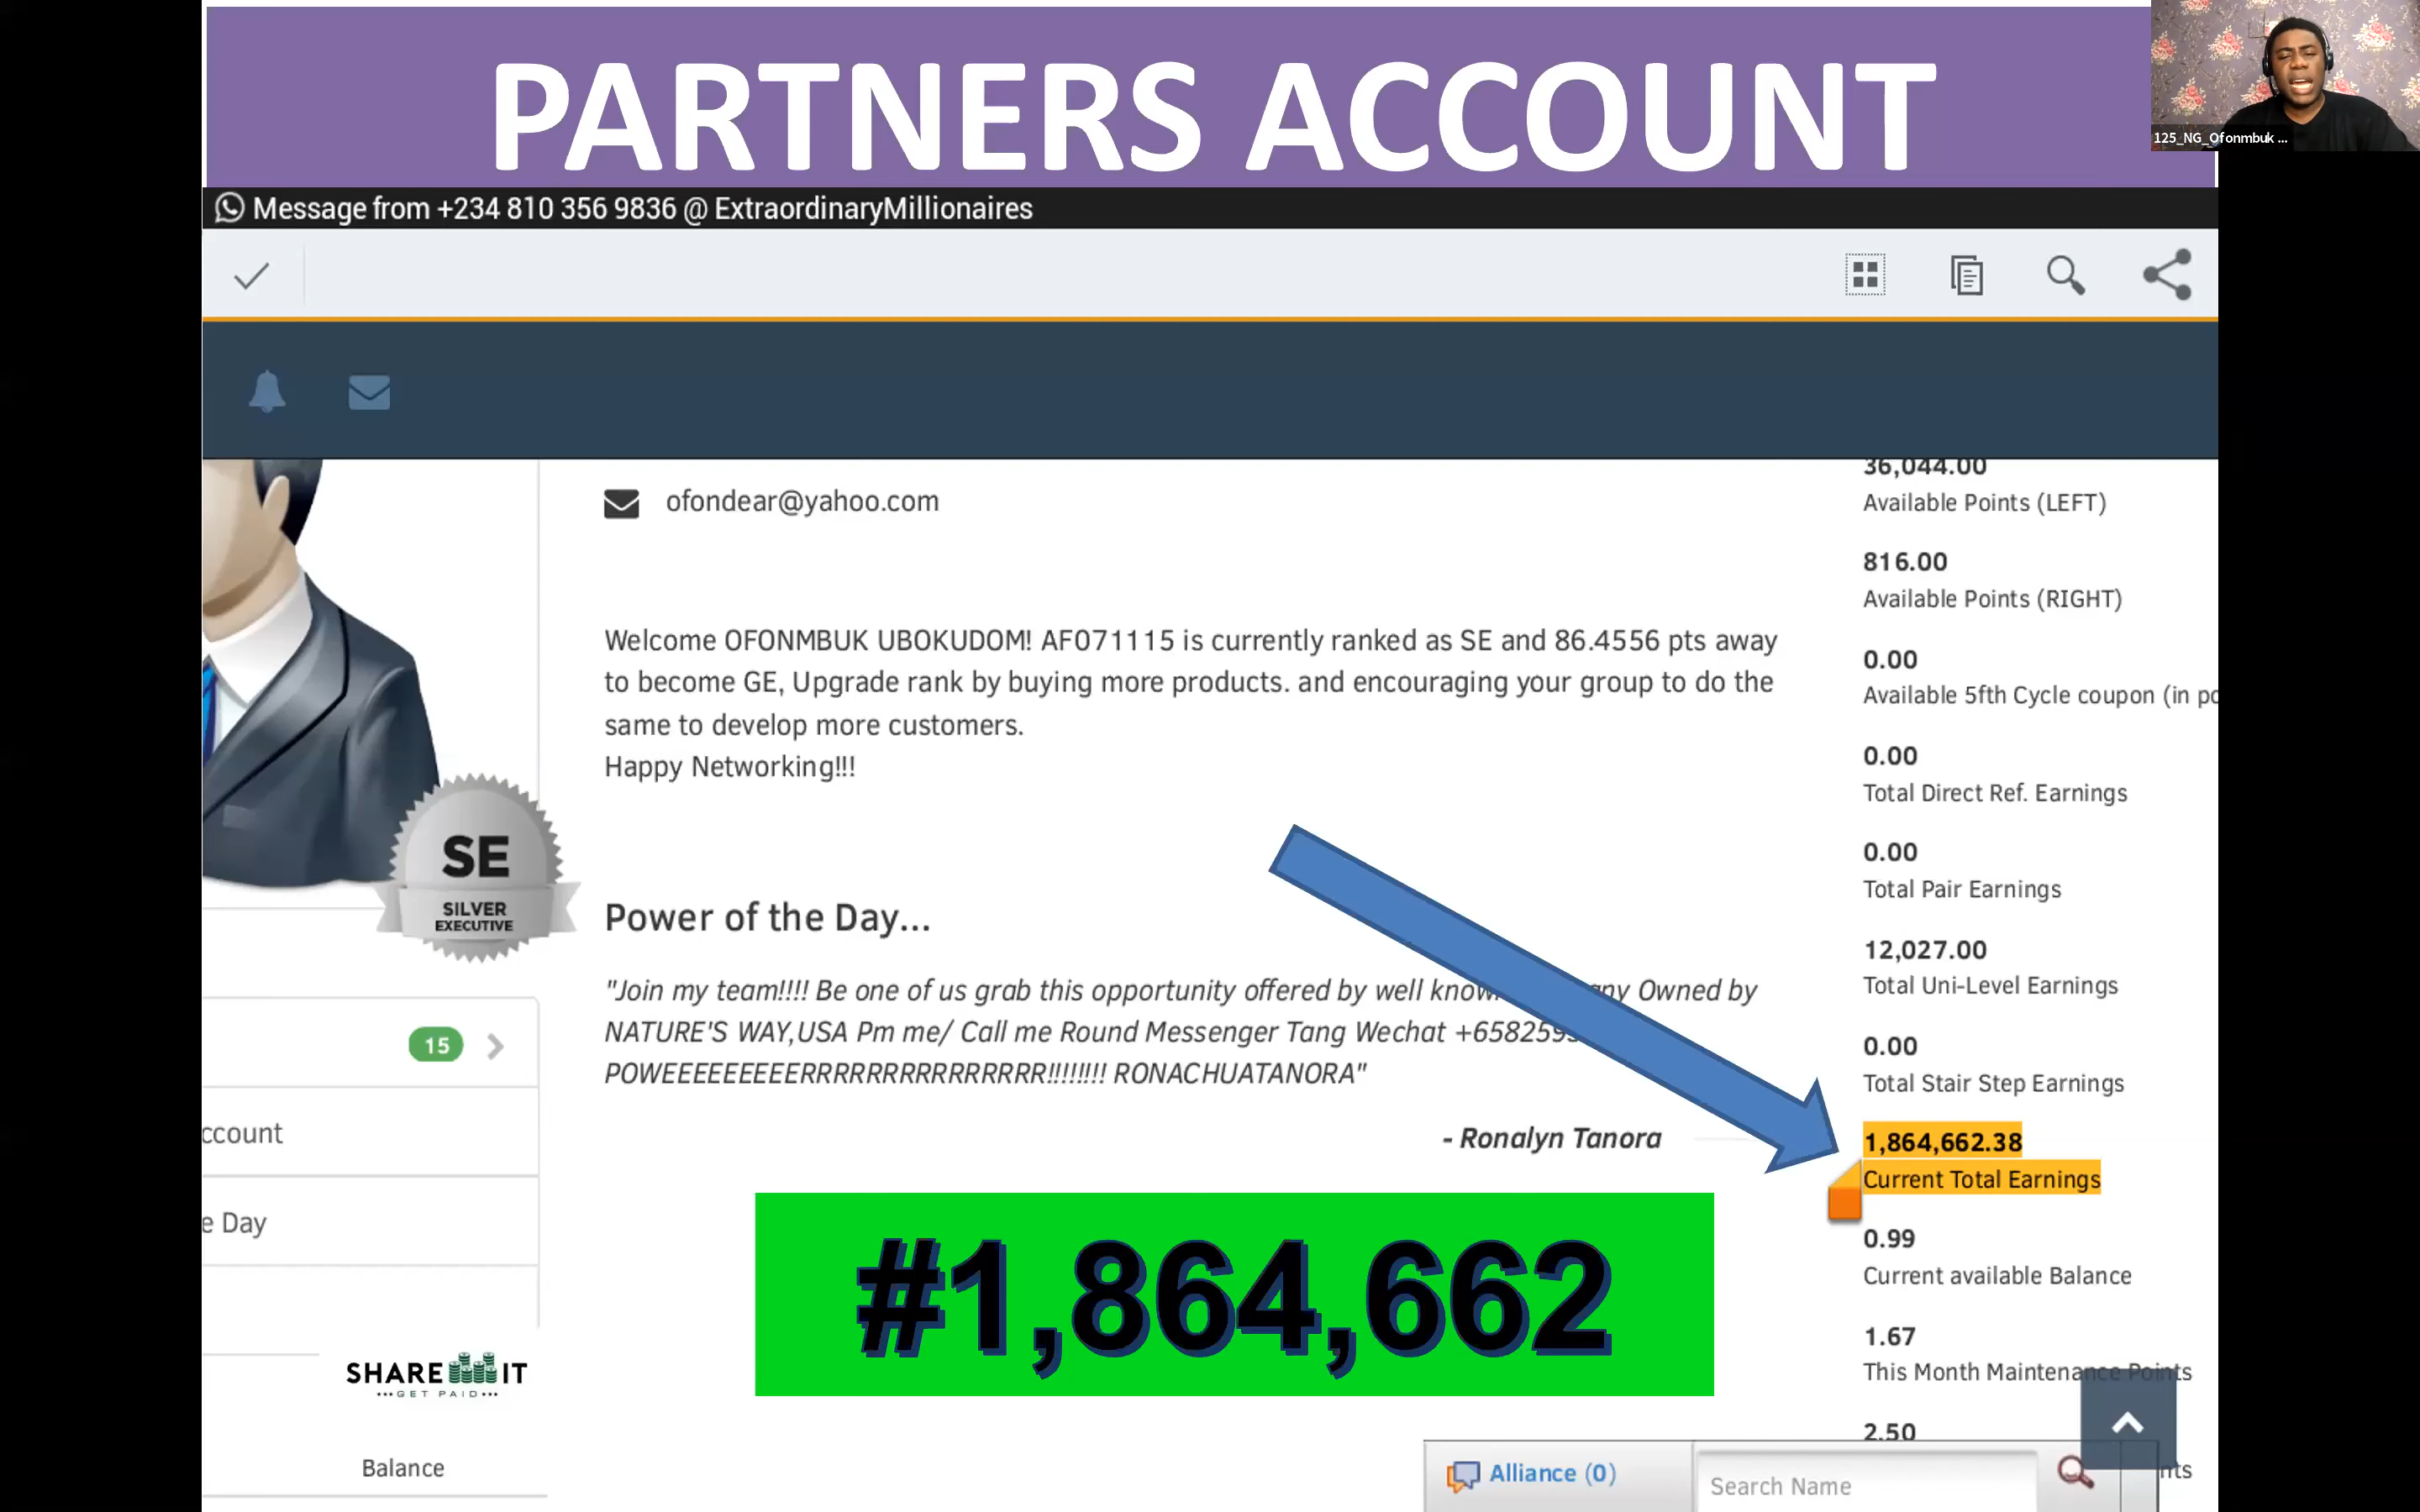 PARTNERS ACCOUNT
125_NG_Ofonmbuk ...
Message from +234 810 356 9836 @ ExtraordinaryMillionaires
ofondear@yahoo.com
Welcome OFONMBUK UBOKUDOM! AF071115 is currently ranked as SE and 86.4556 pts away
to become GE, Upgrade rank by buying more products. and encouraging your group to do the
same to develop more customers.
Happy Networking!!!
SE
SILVER
EXECUTIVE
Power of the Day...
"Join my team!!!! Be one of us grab this opportunity offered by well Owned by
NATURE'S WAY,USA Pm me/ Call me Round Messenger Tang Wechat
POWEEEEEEEEERRRRRRRRRRRRRRR!!!!!!!! RONACHUATANORA"
- Ronalyn Tanora
15
ccount
e Day
SHARE IT
GET PAID
Balance
#1,864,662
36,044.00
Available Points (LEFT)
816.00
Available Points (RIGHT)
0.00
Available 5fth Cycle coupon (in po
0.00
Total Direct Ref. Earnings
0.00
Total Pair Earnings
12,027.00
Total Uni-Level Earnings
0.00
Total Stair Step Earnings
1,864,662.38
Current Total Earnings
0.99
Current available Balance
1.67
This Month Maintenance Points
2.50
nts
Alliance (0)
Search Name